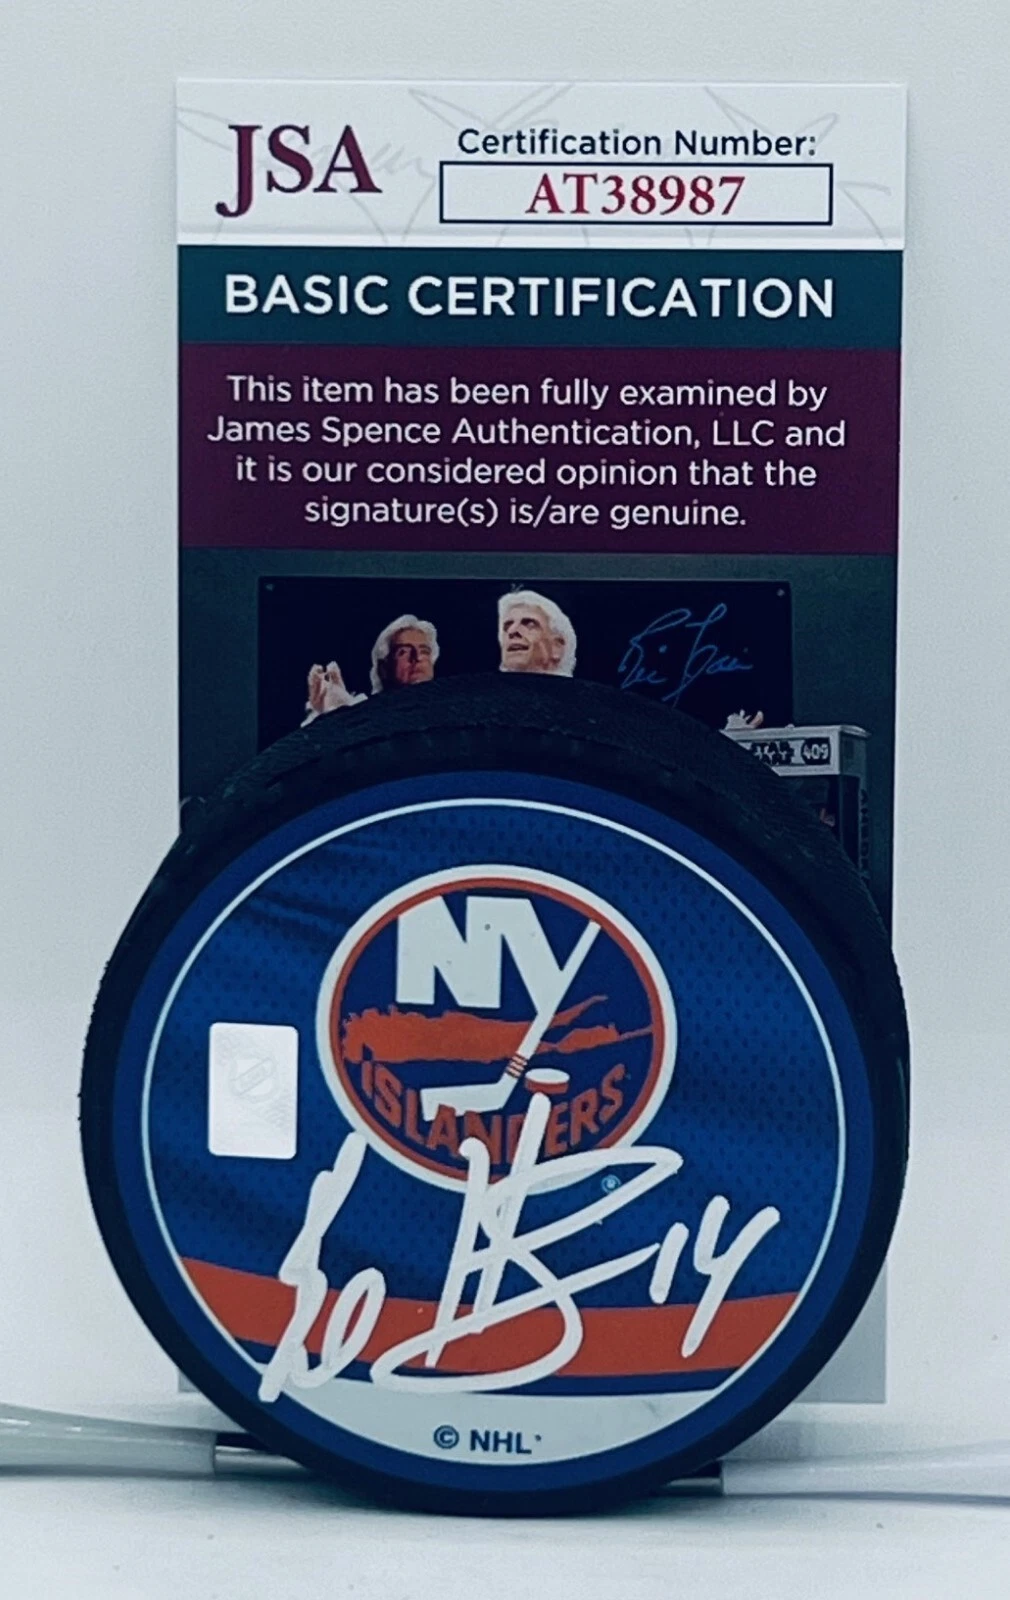 JSA
Certification Number:
AT38987
BASIC CERTIFICATION
This item has been fully examined by
James Spence Authentication, LLC and
it is our considered opinion that the
signature(s) is/are genuine.
409
NY
ISLANDERS
14
© NHL